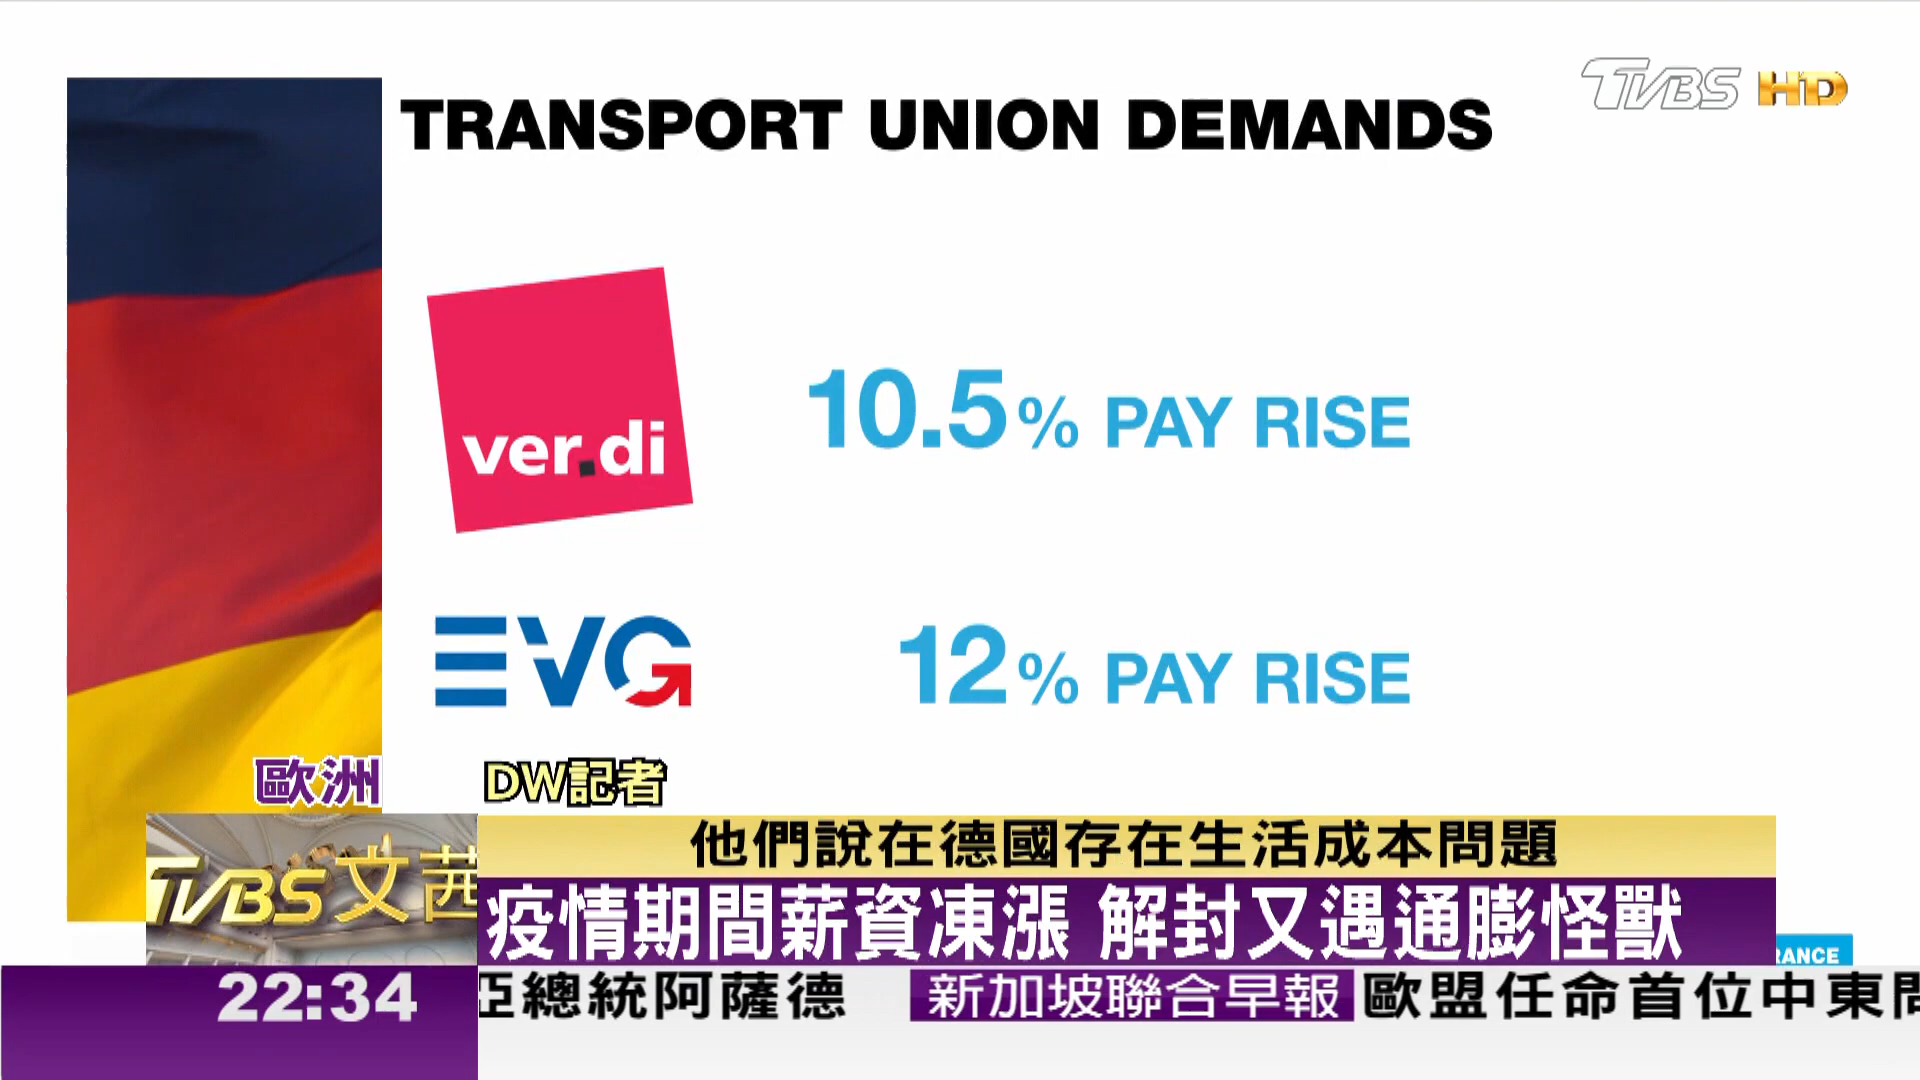 TVBS HD
TRANSPORT UNION DEMANDS
ver.di
10.5% PAY RISE
EVG
12% PAY RISE
歐洲
DW記者
他們說在德國存在生活成本問題
TVBS文茜
疫情期間薪資凍漲 解封又遇通膨怪獸
RANCE
22:34
亞總統阿薩德 新加坡聯合早報 歐盟任命首位中東問